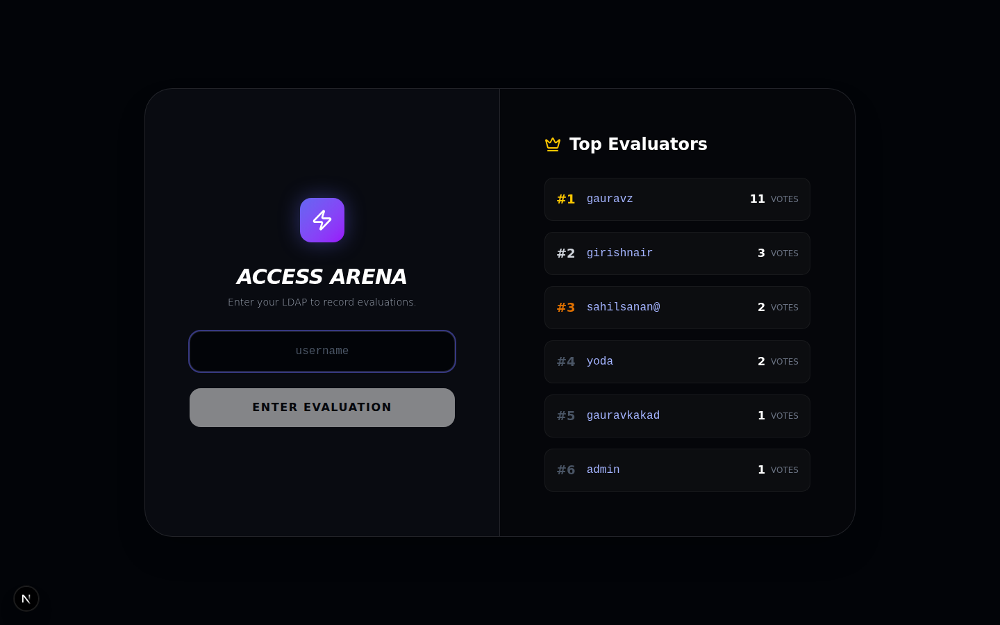 ACCESS ARENA
Enter your LDAP to record evaluations.
username
ENTER EVALUATION
Top Evaluators
#1 gauravz 11 VOTES
#2 girishnair 3 VOTES
#3 sahilsanan@ 2 VOTES
#4 yoda 2 VOTES
#5 gauravkakad 1 VOTES
#6 admin 1 VOTES
N